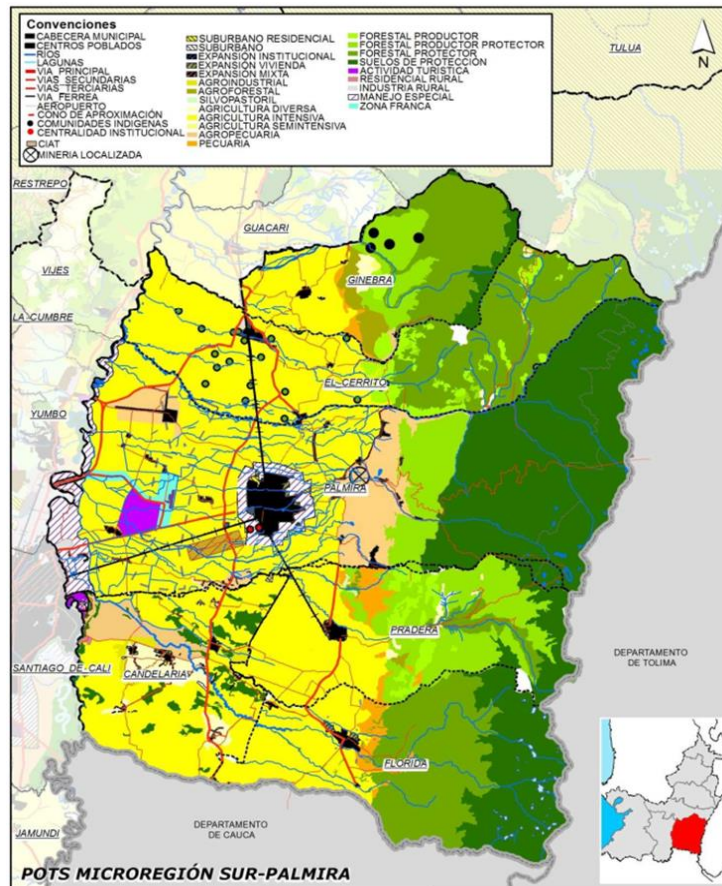 Convenciones
CABECERA MUNICIPAL
CENTROS POBLADOS
RÍOS
LAGUNAS
VIA PRINCIPAL
VIAS SECUNDARIAS
VIAS TERCIARIAS
VIA FERREA
AEROPUERTO
CONO DE APROXIMACIÓN
COMUNIDADES INDIGENAS
CENTRALIDAD INSTITUCIONAL
CIAT
MINERIA LOCALIZADA
SUBURBANO RESIDENCIAL
SUBURBANO
EXPANSIÓN INSTITUCIONAL
EXPANSIÓN VIVIENDA
EXPANSIÓN MIXTA
AGROINDUSTRIAL
AGROFORESTAL
SILVOPASTORIL
AGRICULTURA DIVERSA
AGRICULTURA INTENSIVA
AGRICULTURA SEMINTENSIVA
AGROPECUARIA
PECUARIA
FORESTAL PRODUCTOR
FORESTAL PRODUCTOR PROTECTOR
FORESTAL PROTECTOR
SUELOS DE PROTECCIÓN
ACTIVIDAD TURISTICA
RESIDENCIAL RURAL
INDUSTRIA RURAL
MANEJO ESPECIAL
ZONA FRANCA
TULUA
N
RESTREPO
GUACARI
VIJES
GINEBRA
LA CUMBRE
EL CERRITO
YUMBO
PALMIRA
PRADERA
DEPARTAMENTO
DE TOLIMA
SANTIAGO DE CALI
CANDELARIA
FLORIDA
DEPARTAMENTO
DE CAUCA
JAMUNDI
POTS MICROREGIÓN SUR-PALMIRA